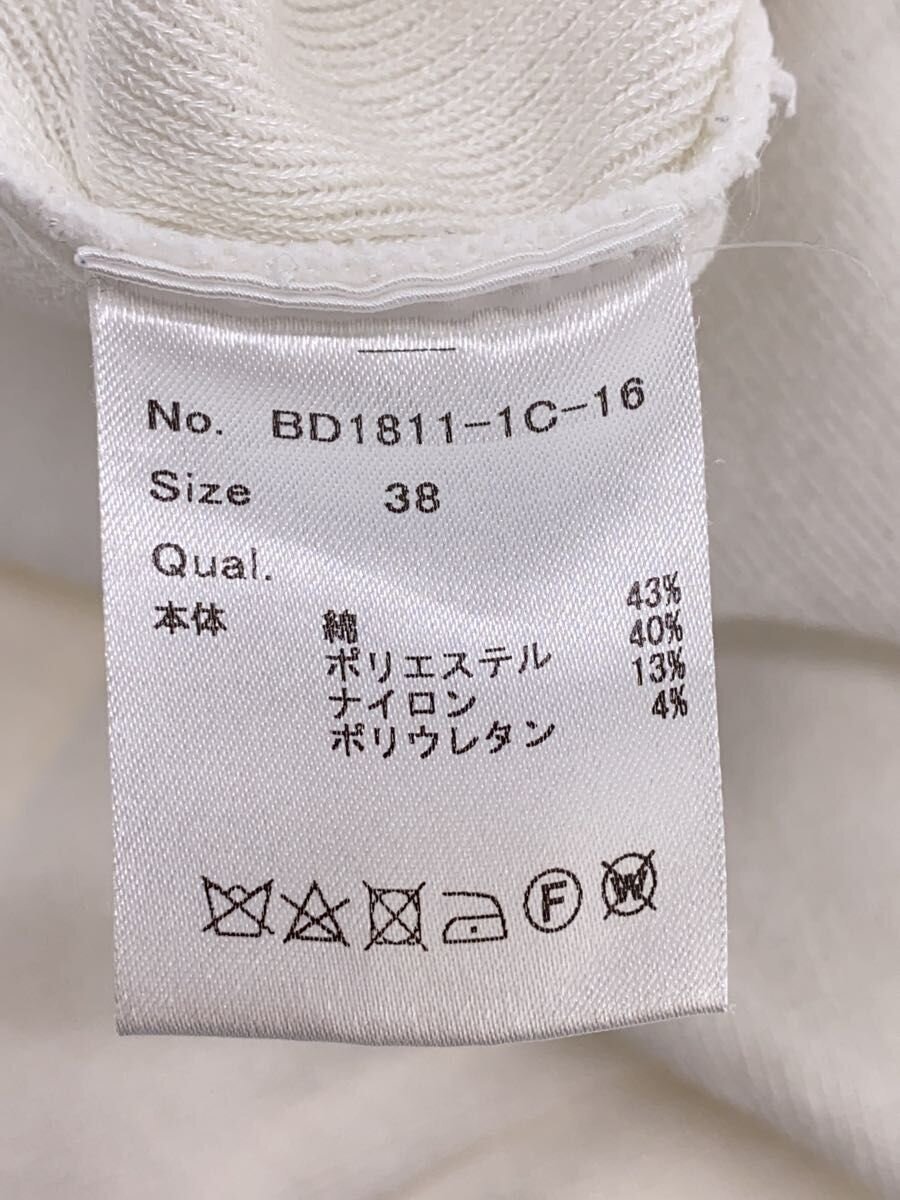 No. BD1811-1C-16
Size 38
Qual.
本体 綿 43%
ポリエステル 40%
ナイロン 13%
ポリウレタン 4%
F W